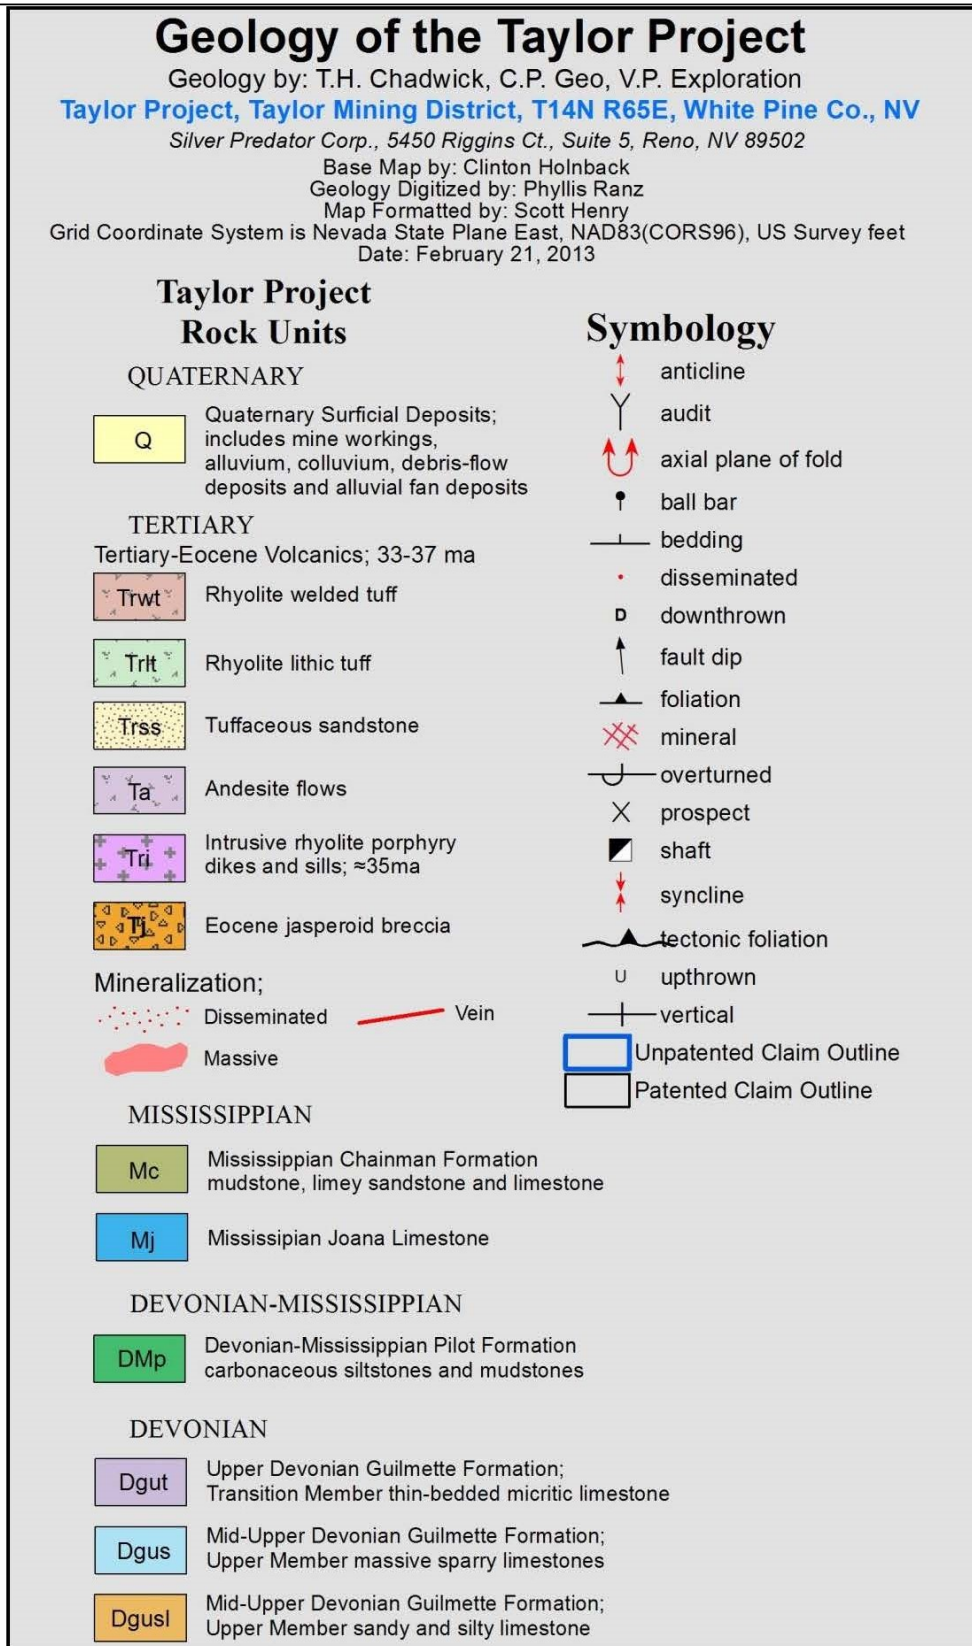 Geology of the Taylor Project
Geology by: T.H. Chadwick, C.P. Geo, V.P. Exploration
Taylor Project, Taylor Mining District, T14N R65E, White Pine Co., NV
Silver Predator Corp., 5450 Riggins Ct., Suite 5, Reno, NV 89502
Base Map by: Clinton Holnback
Geology Digitized by: Phyllis Ranz
Map Formatted by: Scott Henry
Grid Coordinate System is Nevada State Plane East, NAD83(CORS96), US Survey feet
Date: February 21, 2013
Taylor Project
Rock Units
QUATERNARY
Q
Quaternary Surficial Deposits;
includes mine workings,
alluvium, colluvium, debris-flow
deposits and alluvial fan deposits
TERTIARY
Tertiary-Eocene Volcanics; 33-37 ma
Trwt
Rhyolite welded tuff
Trlt
Rhyolite lithic tuff
Trss
Tuffaceous sandstone
Ta
Andesite flows
Tri
Intrusive rhyolite porphyry
dikes and sills; ≈35ma
Tj
Eocene jasperoid breccia
Mineralization;
Disseminated
Vein
Massive
MISSISSIPPIAN
Mc
Mississippian Chainman Formation
mudstone, limey sandstone and limestone
Mj
Mississipian Joana Limestone
DEVONIAN-MISSISSIPPIAN
DMp
Devonian-Mississippian Pilot Formation
carbonaceous siltstones and mudstones
DEVONIAN
Dgut
Upper Devonian Guilmette Formation;
Transition Member thin-bedded micritic limestone
Dgus
Mid-Upper Devonian Guilmette Formation;
Upper Member massive sparry limestones
Dgusl
Mid-Upper Devonian Guilmette Formation;
Upper Member sandy and silty limestone
Symbology
anticline
audit
axial plane of fold
ball bar
bedding
disseminated
D
downthrown
fault dip
foliation
mineral
overturned
prospect
shaft
syncline
tectonic foliation
U
upthrown
vertical
Unpatented Claim Outline
Patented Claim Outline